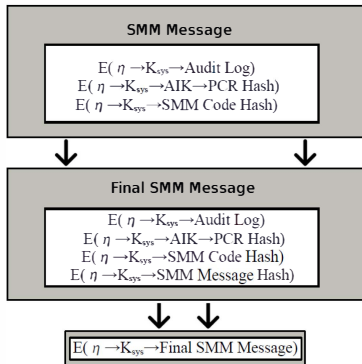 SMM Message
E( η →Ksys→Audit Log)
E( η →Ksys→AIK→PCR Hash)
E( η →Ksys→SMM Code Hash)
Final SMM Message
E( η →Ksys→Audit Log)
E( η →Ksys→AIK→PCR Hash)
E( η →Ksys→SMM Code Hash)
E( η →Ksys→SMM Message Hash)
E( η →Ksys→Final SMM Message)